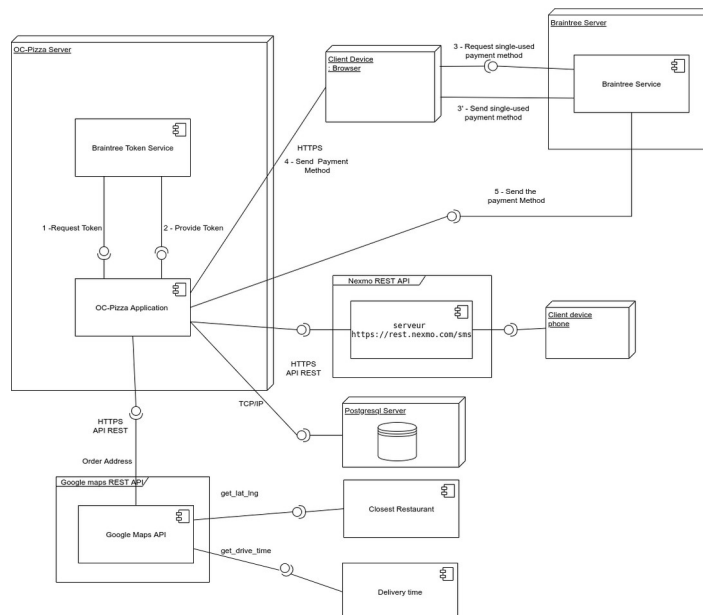 OC-Pizza Server
Braintree Token Service
1 -Request Token
2 - Provide Token
OC-Pizza Application
Client Device
: Browser
HTTPS
4 - Send Payment
Method
3 - Request single-used
payment method
3' - Send single-used
payment method
Braintree Server
Braintree Service
5 - Send the
payment Method
Nexmo REST API
serveur
https://rest.nexmo.com/sms
HTTPS
API REST
Client device
phone
TCP/IP
Postgresql Server
HTTPS
API REST
Order Address
Google maps REST API
Google Maps API
get_lat_lng
Closest Restaurant
get_drive_time
Delivery time